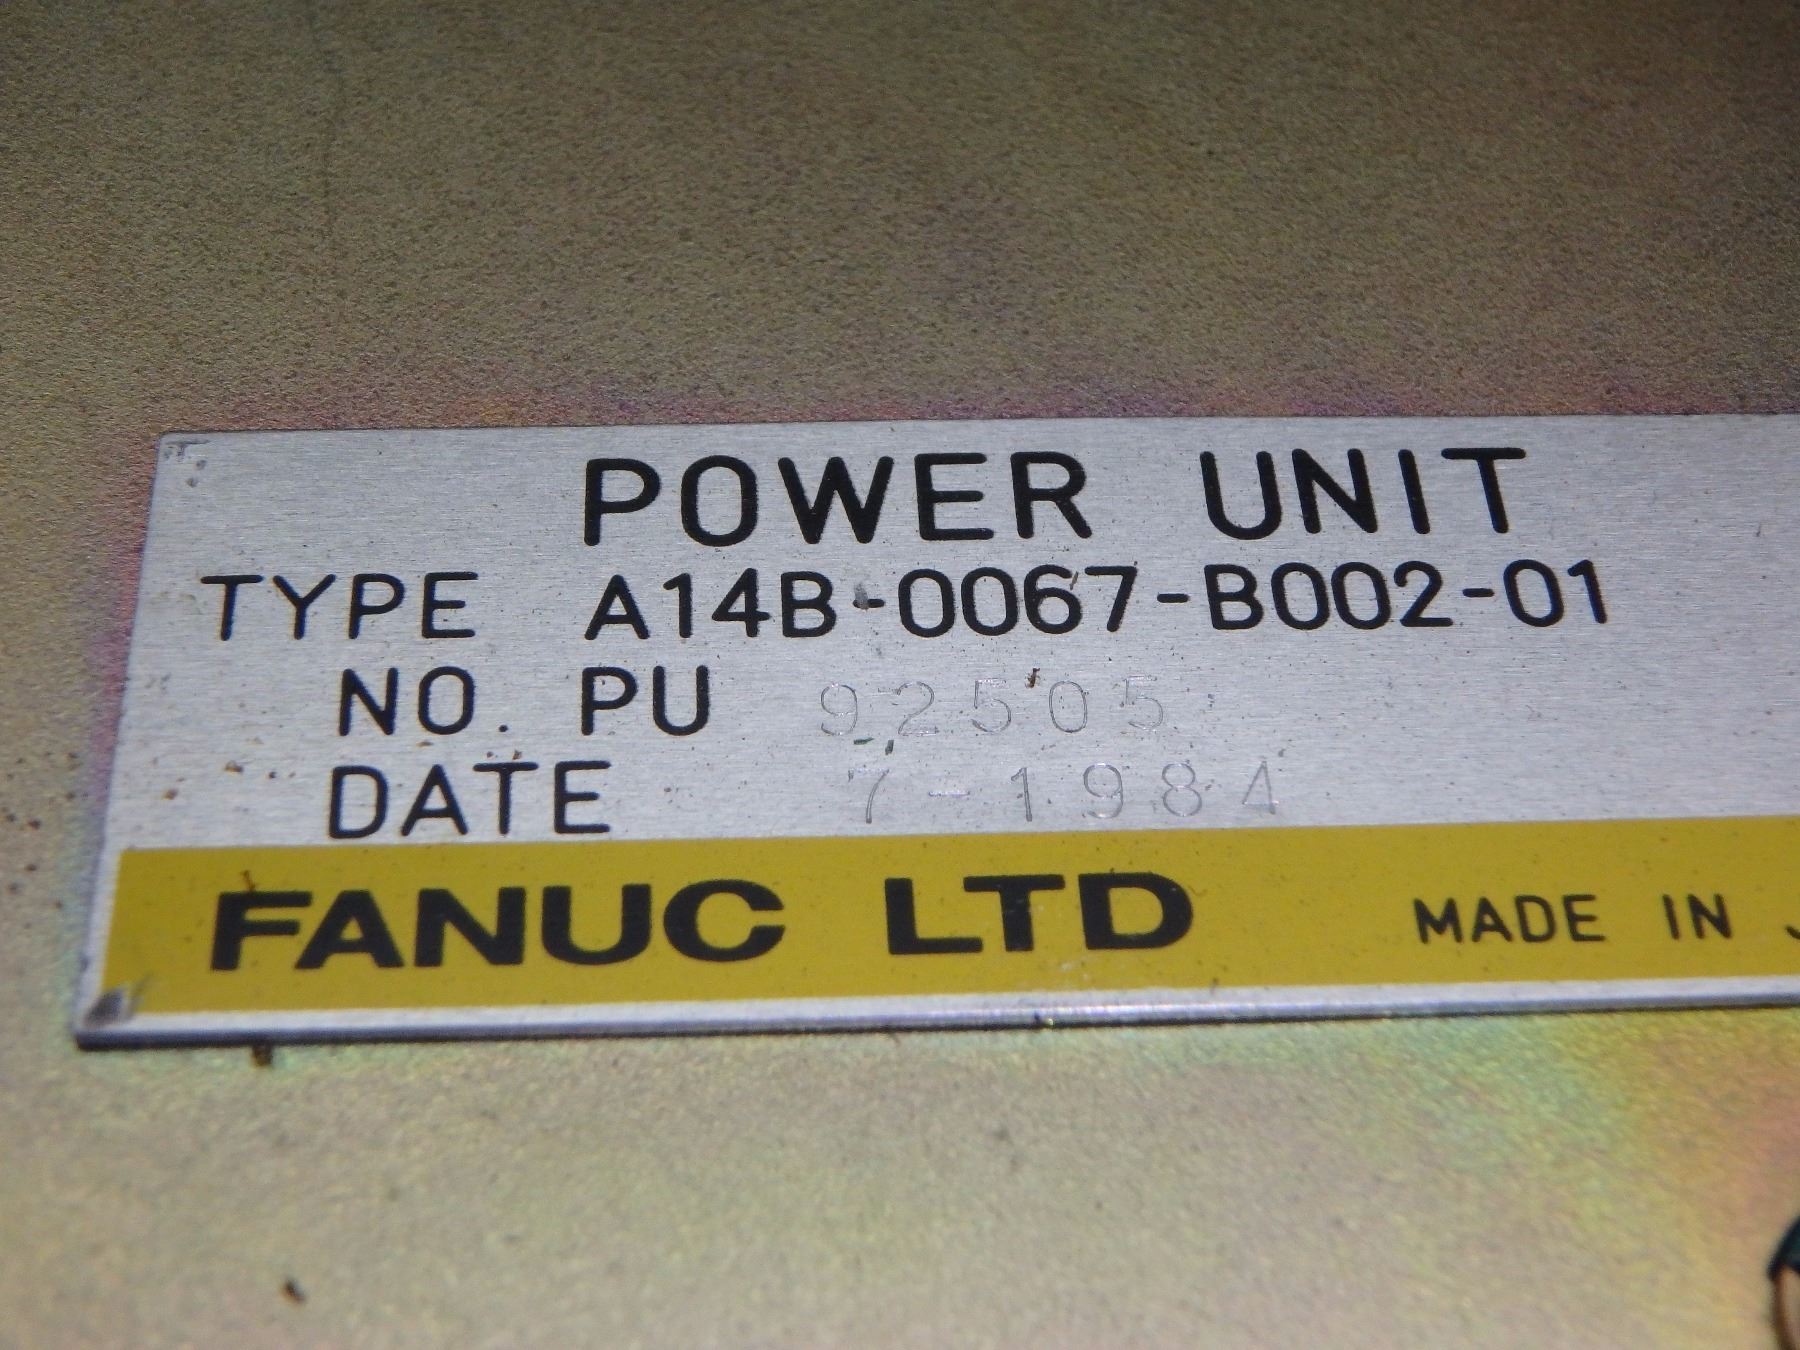 POWER UNIT
TYPE A14B-0067-B002-01
NO. PU 92505
DATE 7-1984
FANUC LTD MADE IN